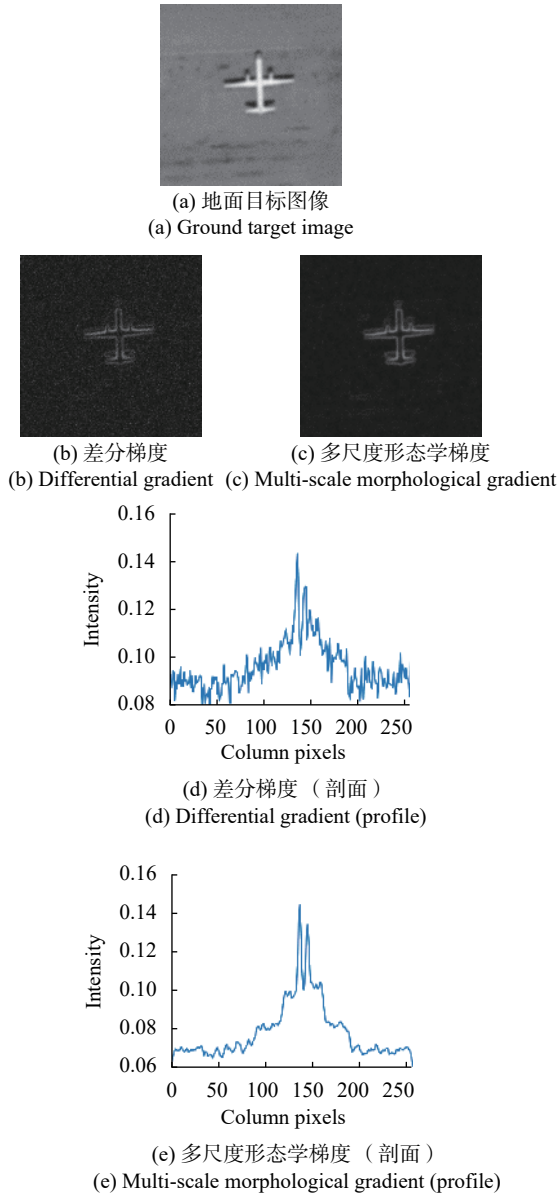 (a) 地面目标图像
(a) Ground target image
(b) 差分梯度
(b) Differential gradient
(c) 多尺度形态学梯度
(c) Multi-scale morphological gradient
0.16
0.14
0.12
0.10
0.08
Intensity
0 50 100 150 200 250
Column pixels
(d) 差分梯度（剖面）
(d) Differential gradient (profile)
0.16
0.14
0.12
0.10
0.08
0.06
Intensity
0 50 100 150 200 250
Column pixels
(e) 多尺度形态学梯度（剖面）
(e) Multi-scale morphological gradient (profile)